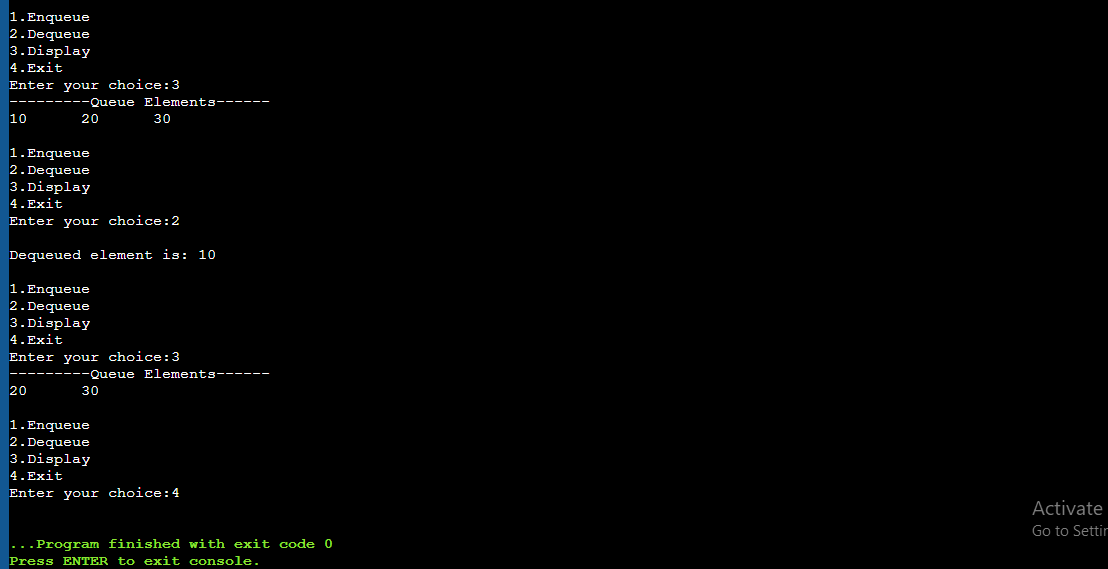 1.Enqueue
2.Dequeue
3.Display
4.Exit
Enter your choice:3
---------Queue Elements------
10 20 30
1.Enqueue
2.Dequeue
3.Display
4.Exit
Enter your choice:2
Dequeued element is: 10
1.Enqueue
2.Dequeue
3.Display
4.Exit
Enter your choice:3
---------Queue Elements------
20 30
1.Enqueue
2.Dequeue
3.Display
4.Exit
Enter your choice:4
Activate
Go to Settin
...Program finished with exit code 0
Press ENTER to exit console.